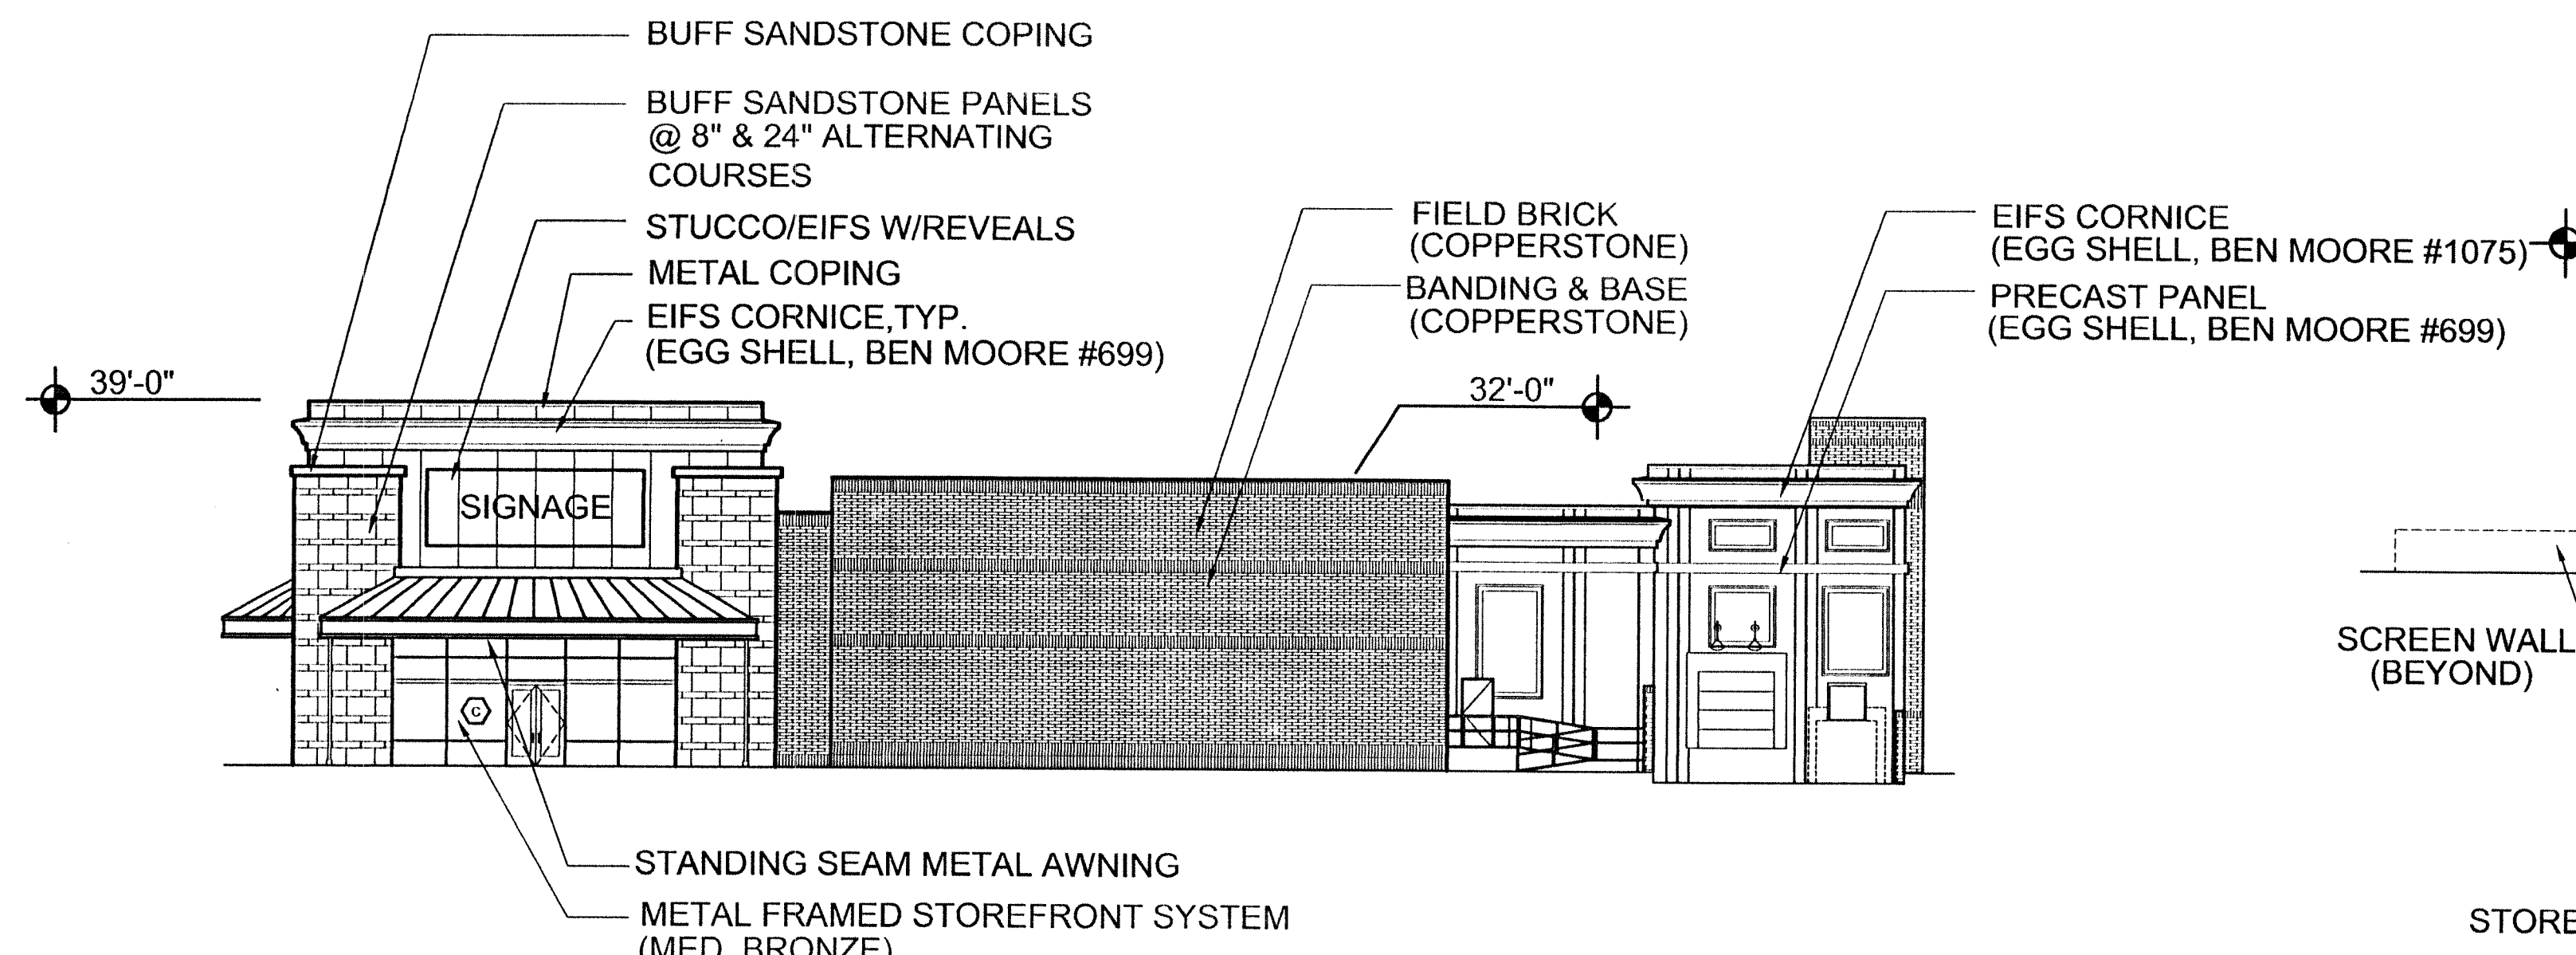 BUFF SANDSTONE COPING
BUFF SANDSTONE PANELS
@ 8" & 24" ALTERNATING
COURSES
STUCCO/EIFS W/REVEALS
METAL COPING
EIFS CORNICE,TYP.
(EGG SHELL, BEN MOORE #699)
39'-0"
SIGNAGE
C
FIELD BRICK
(COPPERSTONE)
BANDING & BASE
(COPPERSTONE)
32'-0"
EIFS CORNICE
(EGG SHELL, BEN MOORE #1075)
PRECAST PANEL
(EGG SHELL, BEN MOORE #699)
SCREEN WALL
(BEYOND)
STANDING SEAM METAL AWNING
METAL FRAMED STOREFRONT SYSTEM
(MED. BRONZE)
STORE